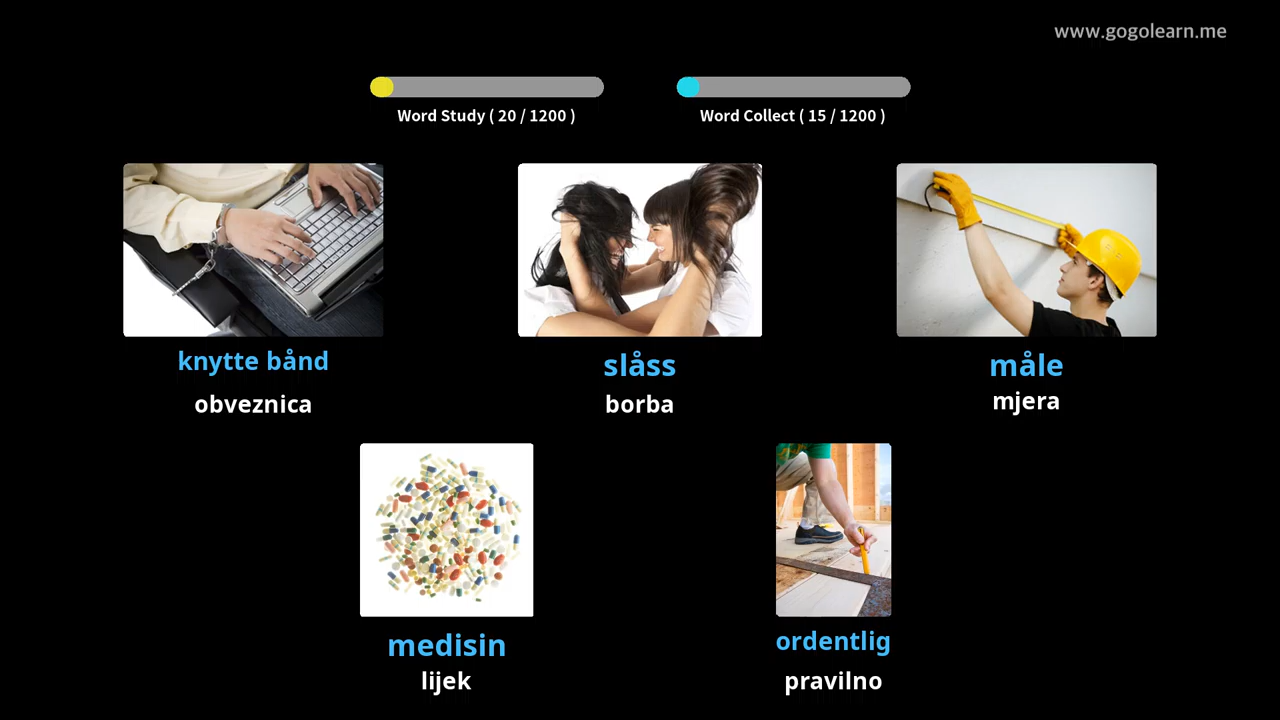 www.gogolearn.me
Word Study ( 20 / 1200 )
Word Collect ( 15 / 1200 )
knytte bånd
obveznica
slåss
borba
måle
mjera
medisin
lijek
ordentlig
pravilno